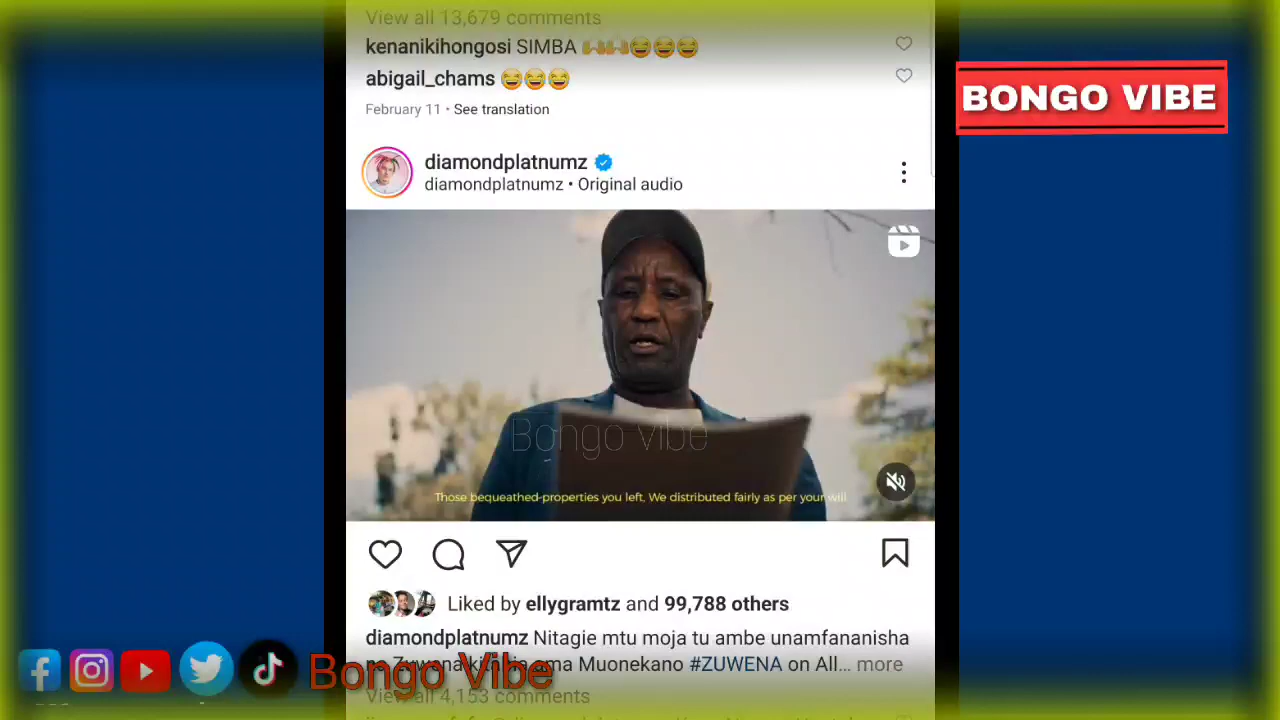 View all 13,679 comments
kenanikihongosi SIMBA 🙌🙌😂😂😂
abigail_chams 😂😂😂
February 11 • See translation
BONGO VIBE
diamondplatnumz
diamondplatnumz • Original audio
Bongo Vibe
Those bequeathed-properties you left, We distributed fairly as per your will
Liked by ellygramtz and 99,788 others
diamondplatnumz Nitagie mtu moja tu ambe unamfananisha
Muonekano #ZUWENA on All... more
Bongo Vibe
View all 4,153 comments